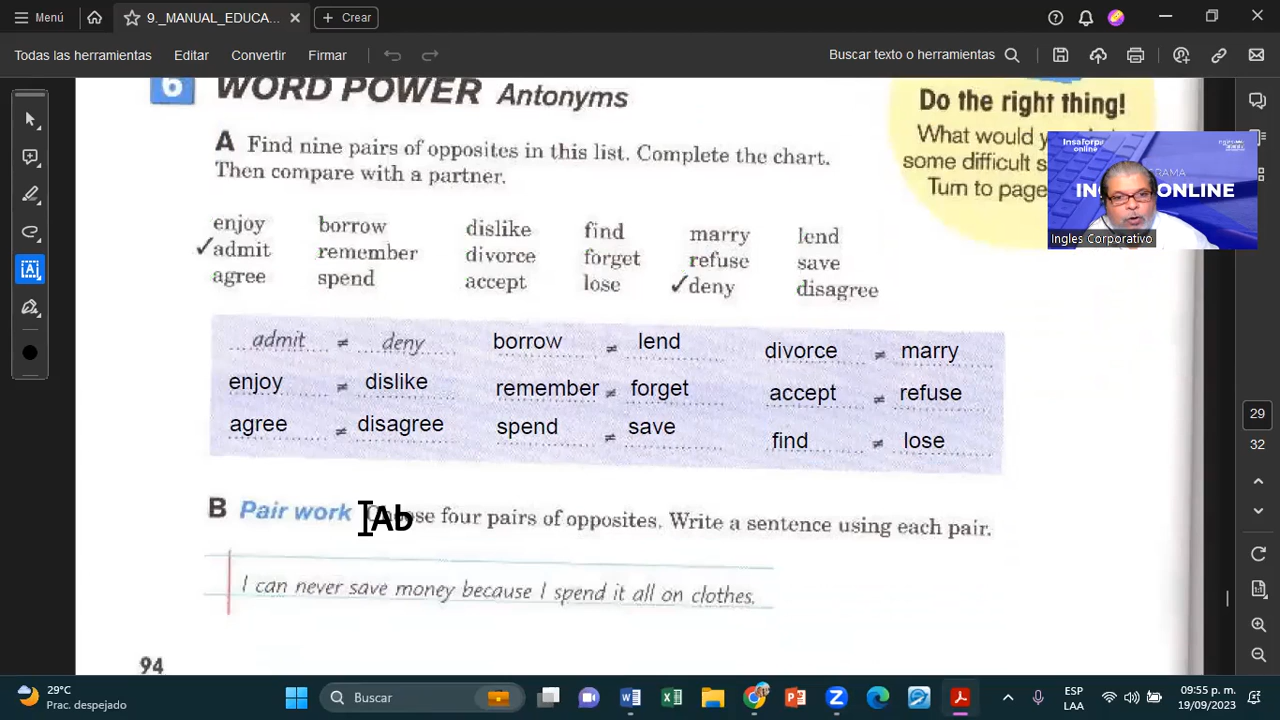 Menú
9._MANUAL_EDUCA...
Crear
Todas las herramientas Editar Convertir Firmar
Buscar texto o herramientas
6 WORD POWER Antonyms
A Find nine pairs of opposites in this list. Complete the chart.
Then compare with a partner.
enjoy borrow dislike find marry lend
✓admit remember divorce forget refuse save
agree spend accept lose ✓deny disagree
admit ≠ deny borrow ≠ lend divorce ≠ marry
enjoy ≠ dislike remember ≠ forget accept ≠ refuse
agree ≠ disagree spend ≠ save find ≠ lose
B Pair work four pairs of opposites. Write a sentence using each pair.
Ab
I can never save money because I spend it all on clothes.
94
Do the right thing!
What would
some difficult
Turn to page
Insaforp
online
INGLES ONLINE
Ingles Corporativo
29
32
29°C
Prac. despejado
Buscar
ESP
LAA
09:55 p. m.
19/09/2023